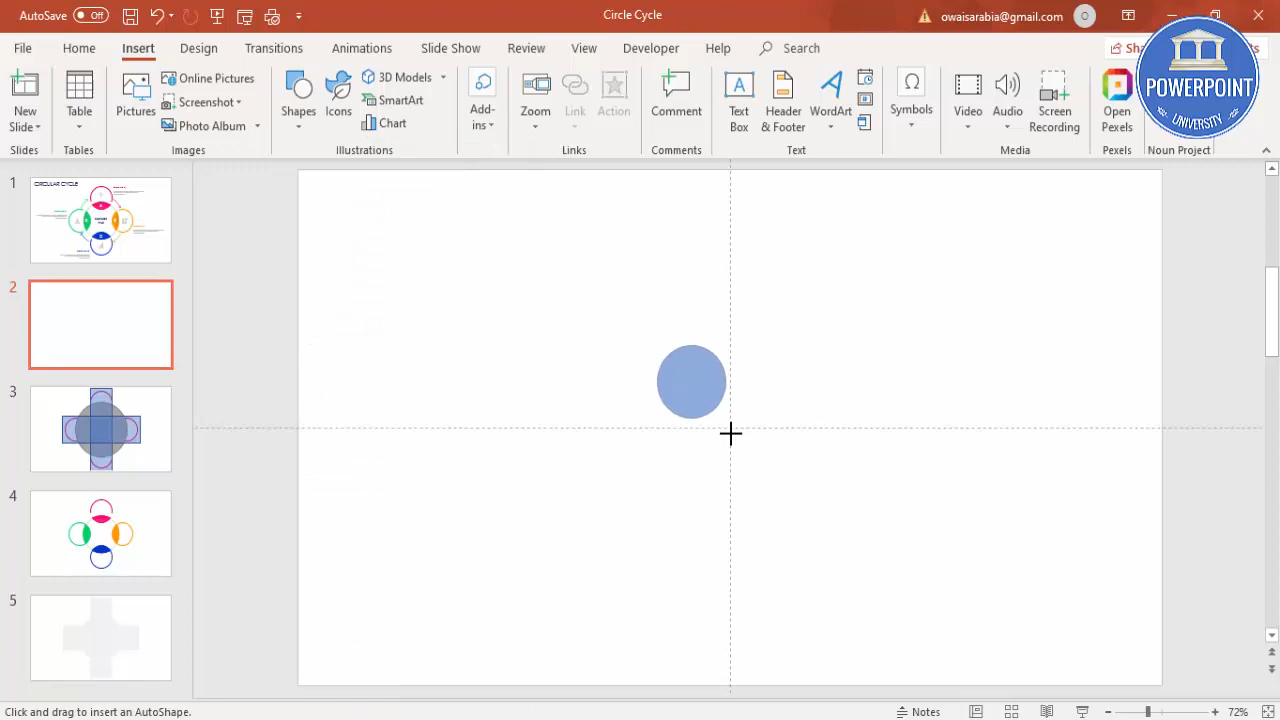 AutoSave Off Circle Cycle owaisarabia@gmail.com
File Home Insert Design Transitions Animations Slide Show Review View Developer Help Search
New Slide
Table
Pictures
Online Pictures
Screenshot
Photo Album
Shapes
Icons
3D Models
SmartArt
Chart
Add-ins
Zoom
Link
Action
Comment
Text Box
Header & Footer
WordArt
Symbols
Video
Audio
Screen Recording
Open Pexels
Slides Tables Images Illustrations Links Comments Text Media Pexels Noun Project
POWERPOINT
UNIVERSITY
1
CIRCULAR CYCLE
2
3
4
5
Click and drag to insert an AutoShape. Notes 72%